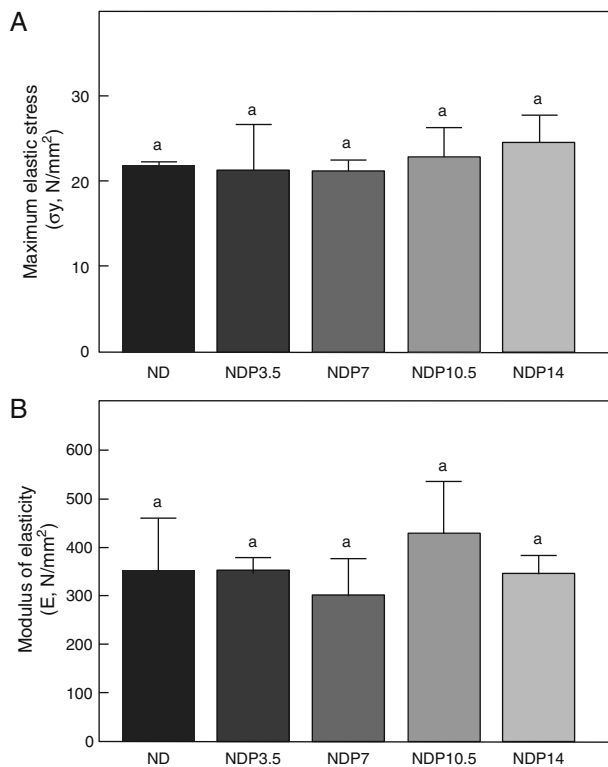 A
Maximum elastic stress
(σy, N/mm²)
30
20
10
0
a
a
a
a
a
ND
NDP3.5
NDP7
NDP10.5
NDP14
B
Modulus of elasticity
(E, N/mm²)
600
500
400
300
200
100
0
a
a
a
a
a
ND
NDP3.5
NDP7
NDP10.5
NDP14